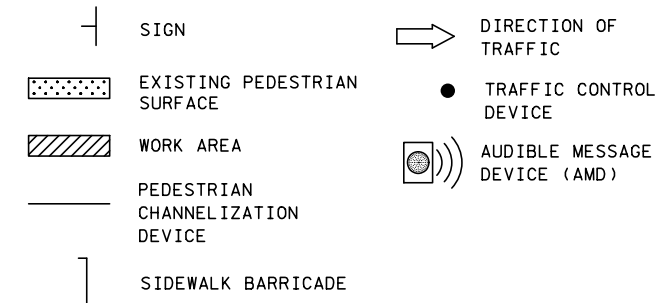 SIGN
EXISTING PEDESTRIAN
SURFACE
WORK AREA
PEDESTRIAN
CHANNELIZATION
DEVICE
SIDEWALK BARRICADE
DIRECTION OF
TRAFFIC
TRAFFIC CONTROL
DEVICE
AUDIBLE MESSAGE
DEVICE (AMD)